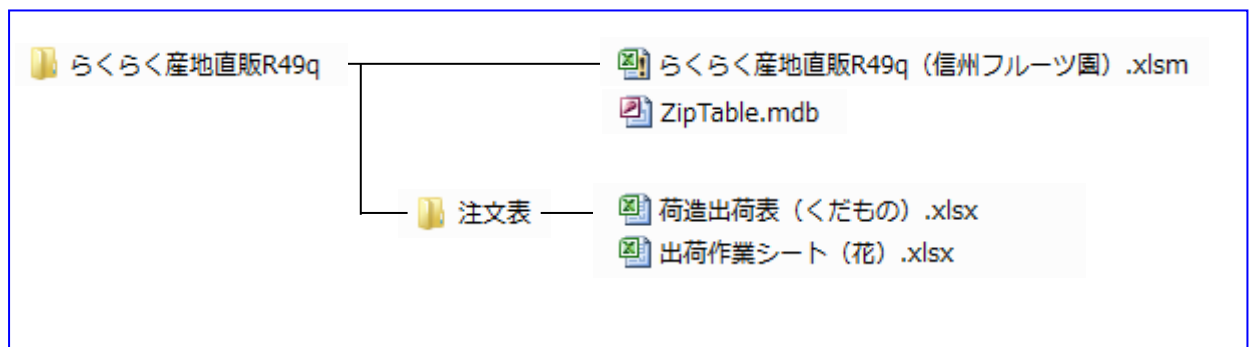 らくらく産地直販R49q
らくらく産地直販R49q（信州フルーツ園）.xlsm
ZipTable.mdb
注文表
荷造出荷表（くだもの）.xlsx
出荷作業シート（花）.xlsx